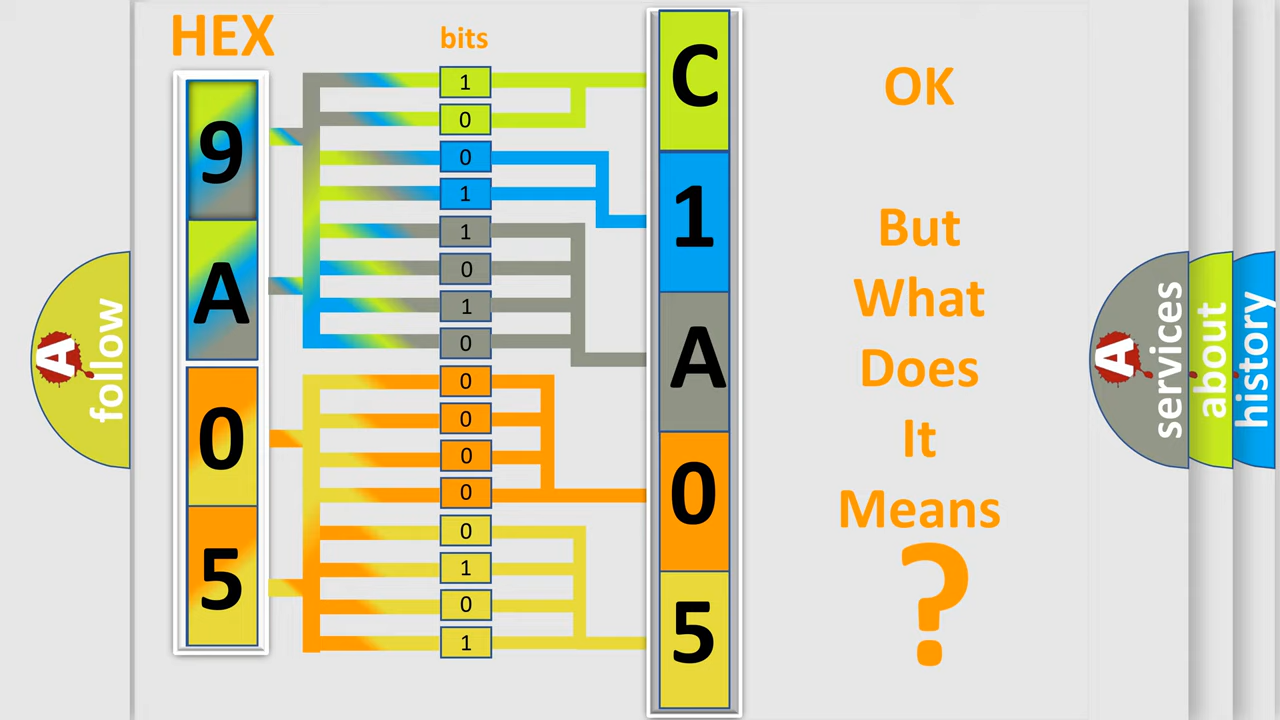 HEX
bits
9
A
0
5
1
0
0
1
1
0
1
0
0
0
0
0
0
1
0
1
C
1
A
0
5
OK
But
What
Does
It
Means
?
A
follow
A
services
about
history